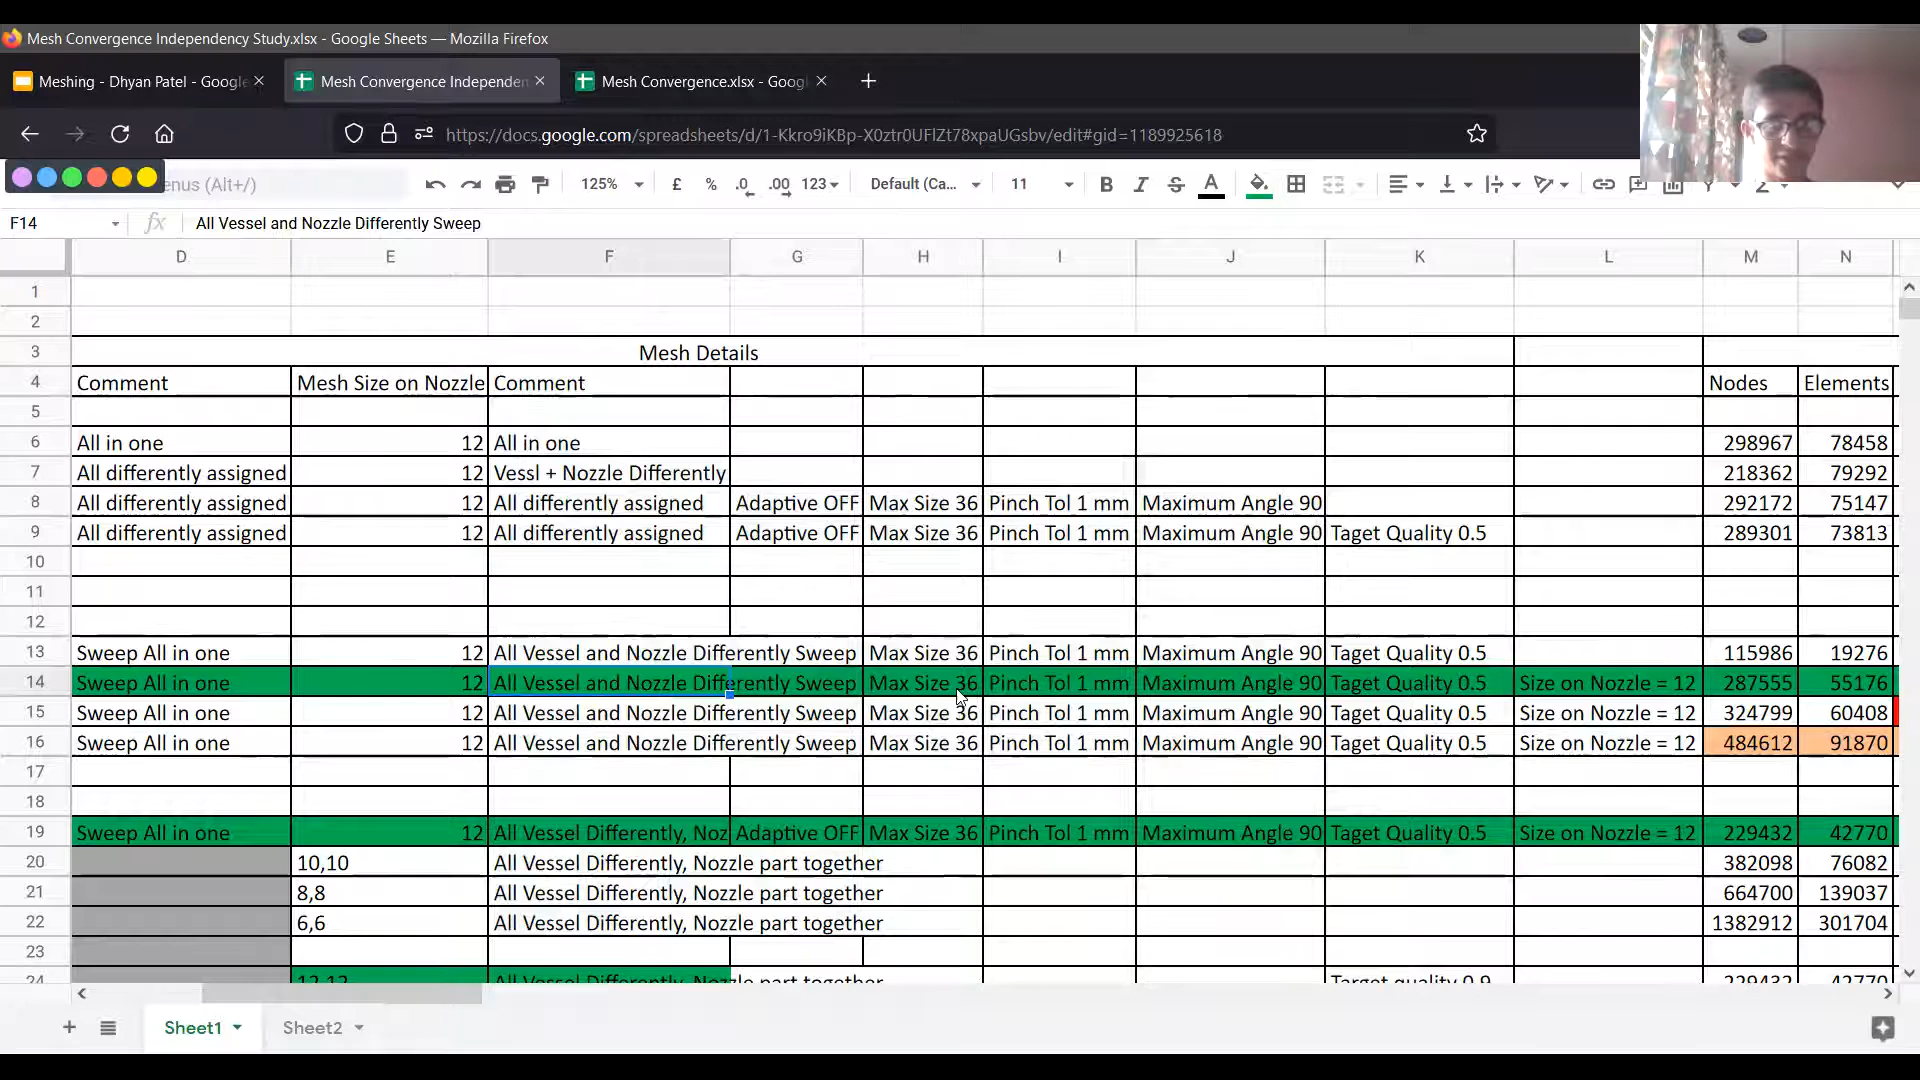 Mesh Convergence Independency Study.xlsx - Google Sheets — Mozilla Firefox
Meshing - Dhyan Patel - Google
Mesh Convergence Independen
Mesh Convergence.xlsx - Goog
https://docs.google.com/spreadsheets/d/1-Kkro9iKBp-X0ztr0UFlZt78xpaUGsbv/edit#gid=1189925618
enus (Alt+/) 125% £ % .0 .00 123 Default (Ca... 11 B I S A
F14 fx All Vessel and Nozzle Differently Sweep
D E F G H I J K L M N
1
2
3 Mesh Details
4 Comment Mesh Size on Nozzle Comment Nodes Elements
5
6 All in one 12 All in one 298967 78458
7 All differently assigned 12 Vessl + Nozzle Differently 218362 79292
8 All differently assigned 12 All differently assigned Adaptive OFF Max Size 36 Pinch Tol 1 mm Maximum Angle 90 292172 75147
9 All differently assigned 12 All differently assigned Adaptive OFF Max Size 36 Pinch Tol 1 mm Maximum Angle 90 Taget Quality 0.5 289301 73813
10
11
12
13 Sweep All in one 12 All Vessel and Nozzle Differently Sweep Max Size 36 Pinch Tol 1 mm Maximum Angle 90 Taget Quality 0.5 115986 19276
14 Sweep All in one 12 All Vessel and Nozzle Differently Sweep Max Size 36 Pinch Tol 1 mm Maximum Angle 90 Taget Quality 0.5 Size on Nozzle = 12 287555 55176
15 Sweep All in one 12 All Vessel and Nozzle Differently Sweep Max Size 36 Pinch Tol 1 mm Maximum Angle 90 Taget Quality 0.5 Size on Nozzle = 12 324799 60408
16 Sweep All in one 12 All Vessel and Nozzle Differently Sweep Max Size 36 Pinch Tol 1 mm Maximum Angle 90 Taget Quality 0.5 Size on Nozzle = 12 484612 91870
17
18
19 Sweep All in one 12 All Vessel Differently, Noz Adaptive OFF Max Size 36 Pinch Tol 1 mm Maximum Angle 90 Taget Quality 0.5 Size on Nozzle = 12 229432 42770
20 10,10 All Vessel Differently, Nozzle part together 382098 76082
21 8,8 All Vessel Differently, Nozzle part together 664700 139037
22 6,6 All Vessel Differently, Nozzle part together 1382912 301704
23
24 12,12 All Vessel Differently, Nozzle part together Target quality 0.9 229432 42770
Sheet1 Sheet2